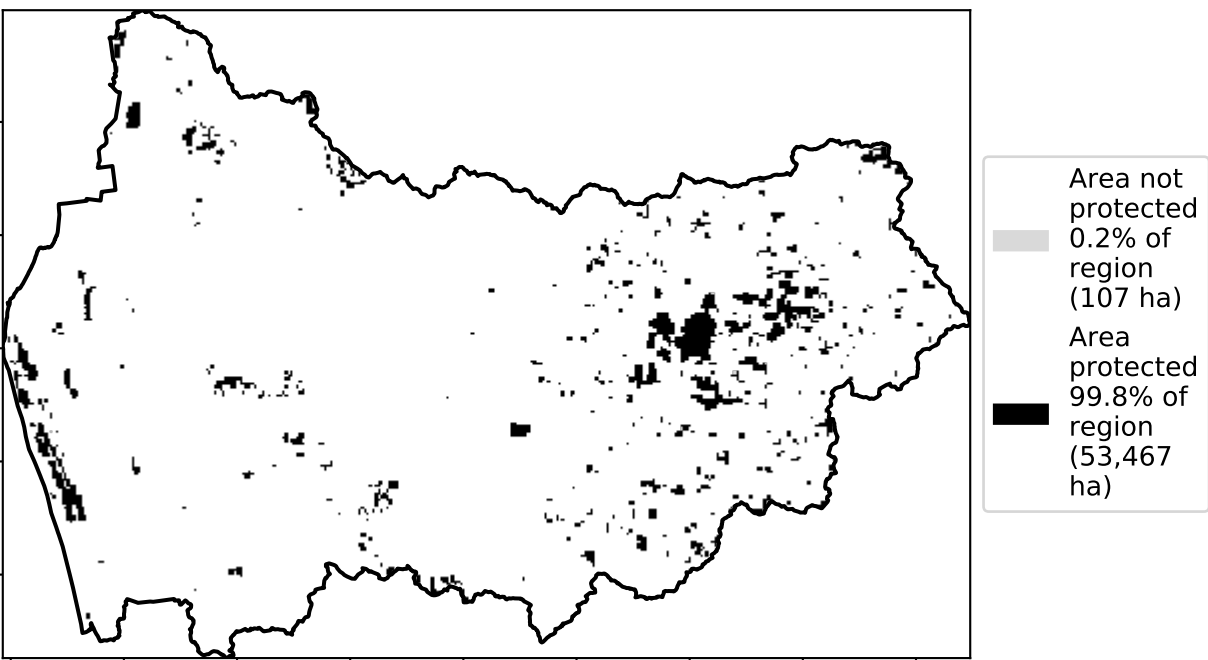 Area not
protected
0.2% of
region
(107 ha)
Area
protected
99.8% of
region
(53,467
ha)